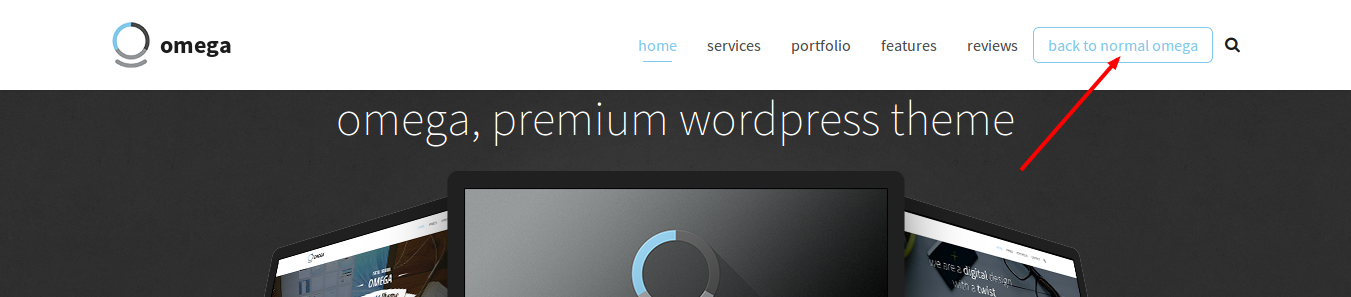 omega
home services portfolio features reviews back to normal omega
omega, premium wordpress theme
OMEGA
we are a digital design
with a twist